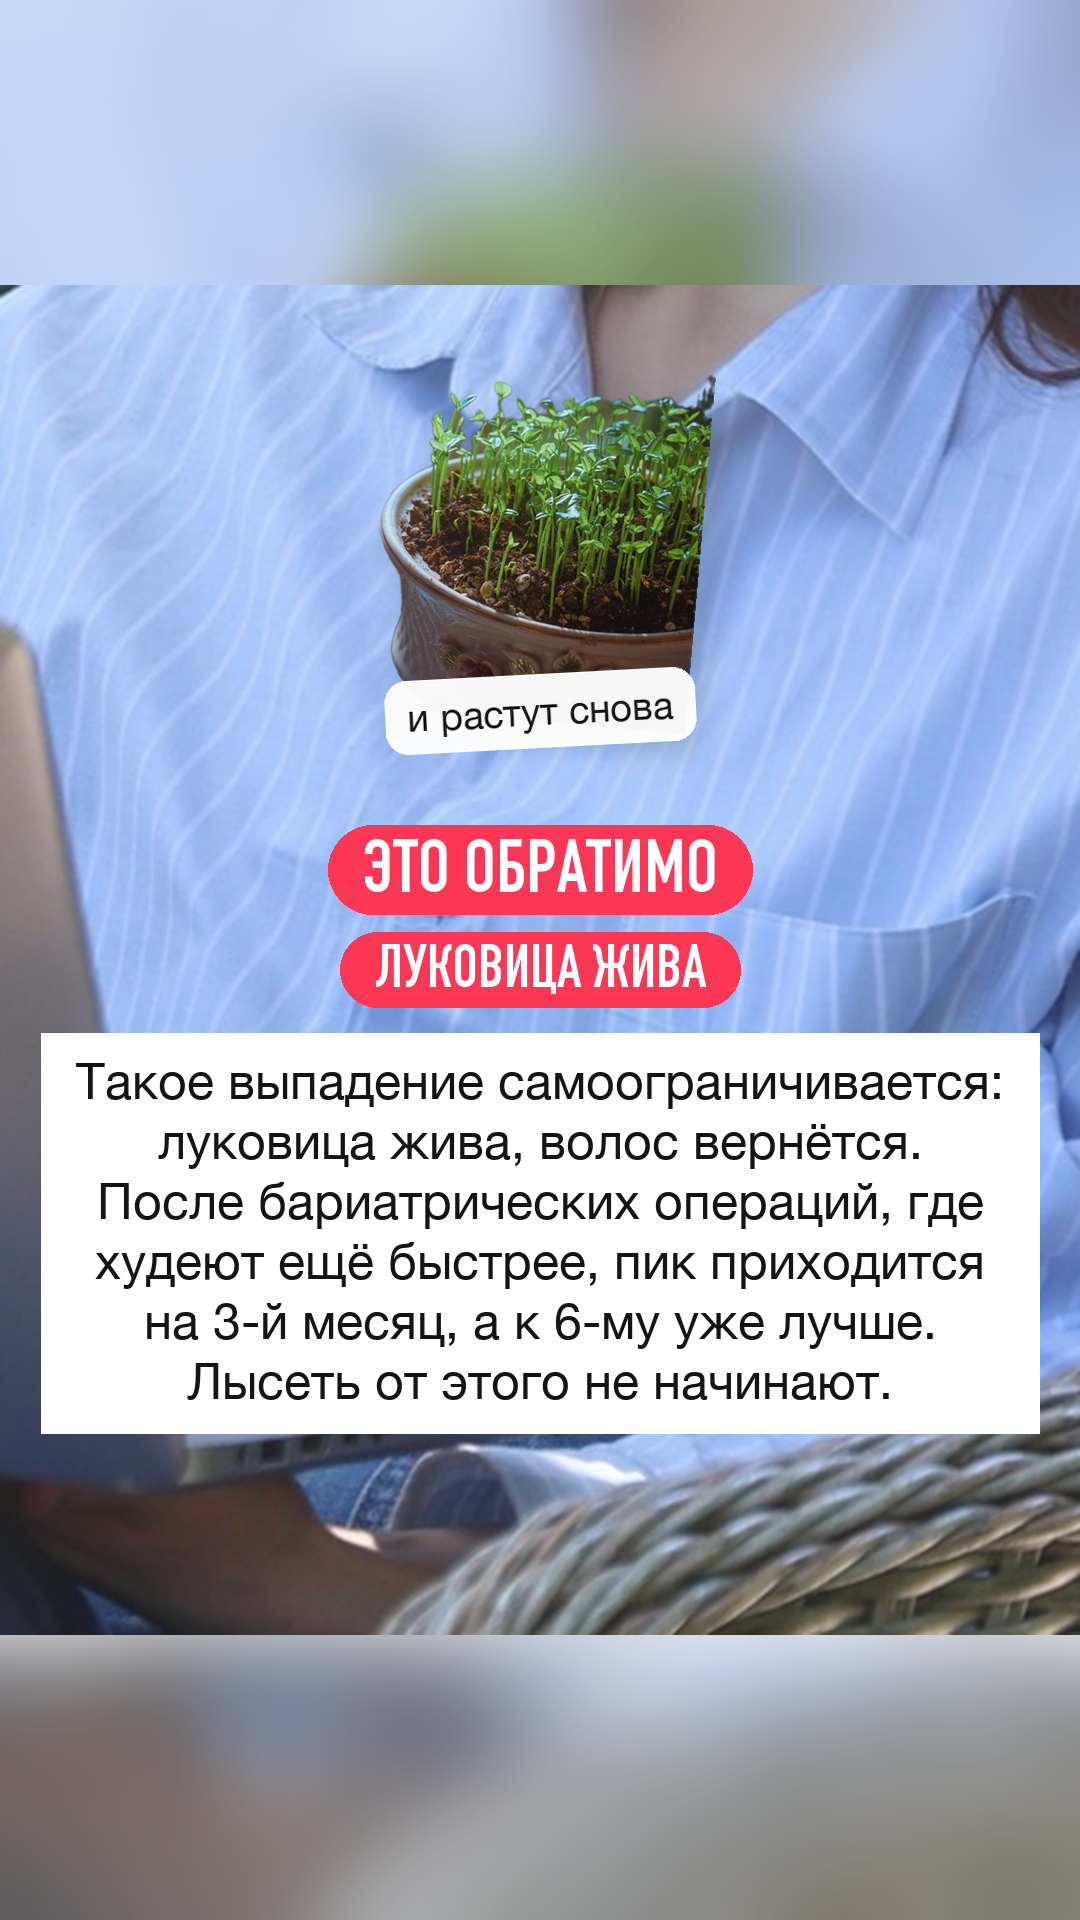 и растут снова
ЭТО ОБРАТИМО
ЛУКОВИЦА ЖИВА
Такое выпадение самоограничивается:
луковица жива, волос вернётся.
После бариатрических операций, где
худеют ещё быстрее, пик приходится
на 3-й месяц, а к 6-му уже лучше.
Лысеть от этого не начинают.